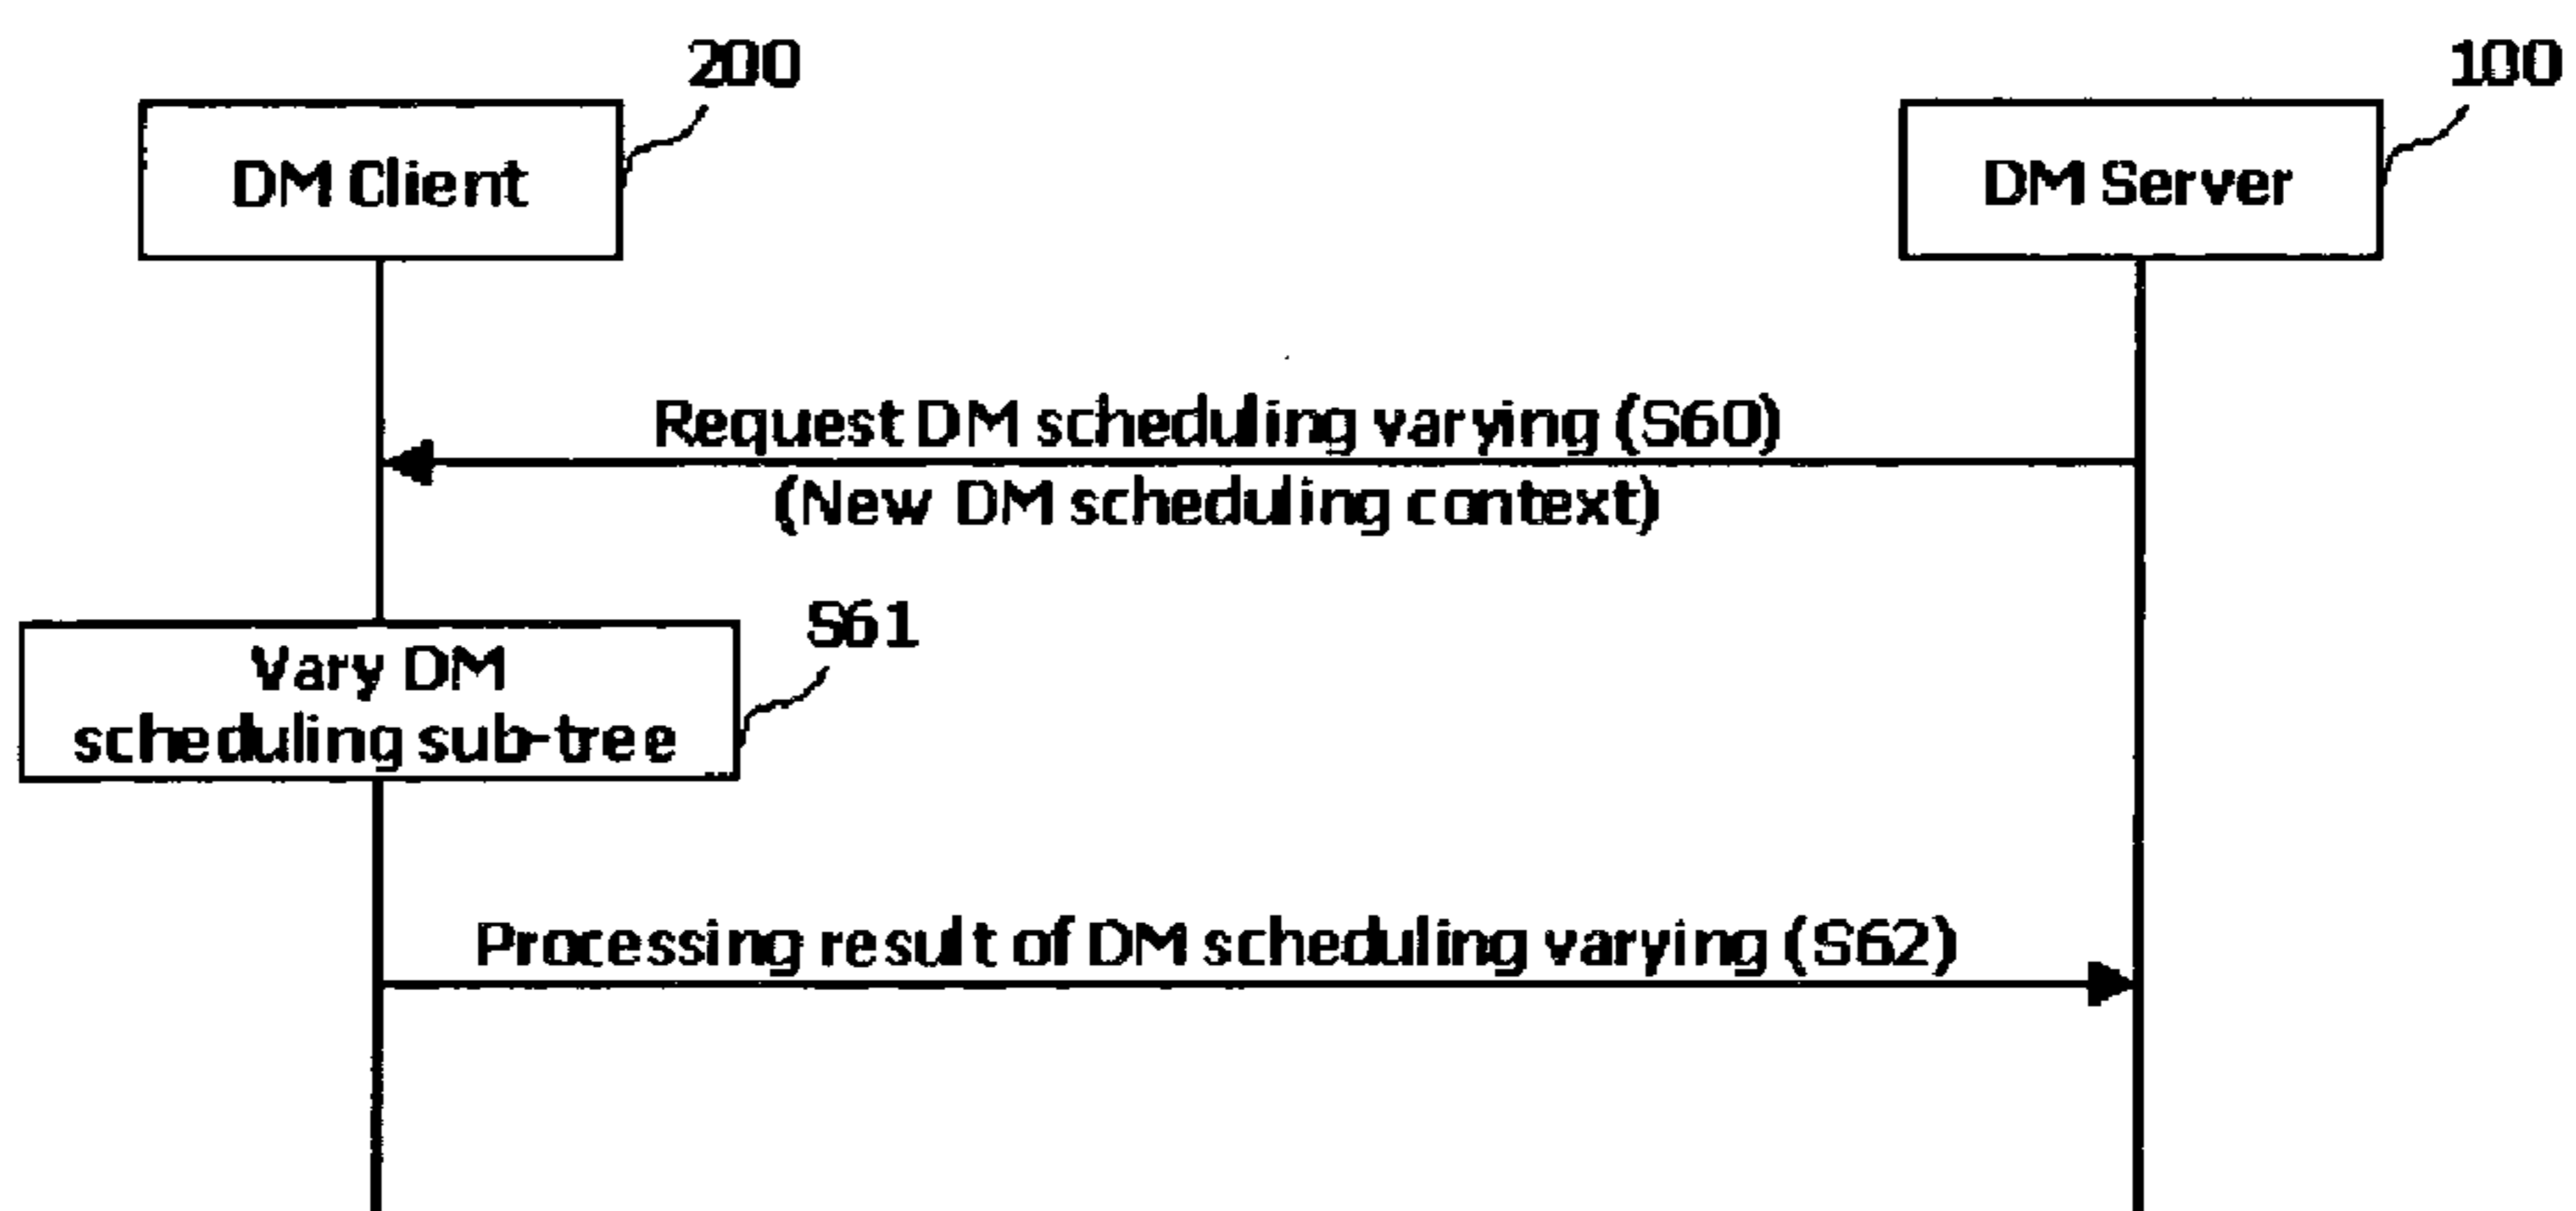 200
100
DM Client
DM Server
Request DM scheduling varying (S60)
(New DM scheduling context)
S61
Vary DM
scheduling sub-tree
Processing result of DM scheduling varying (S62)